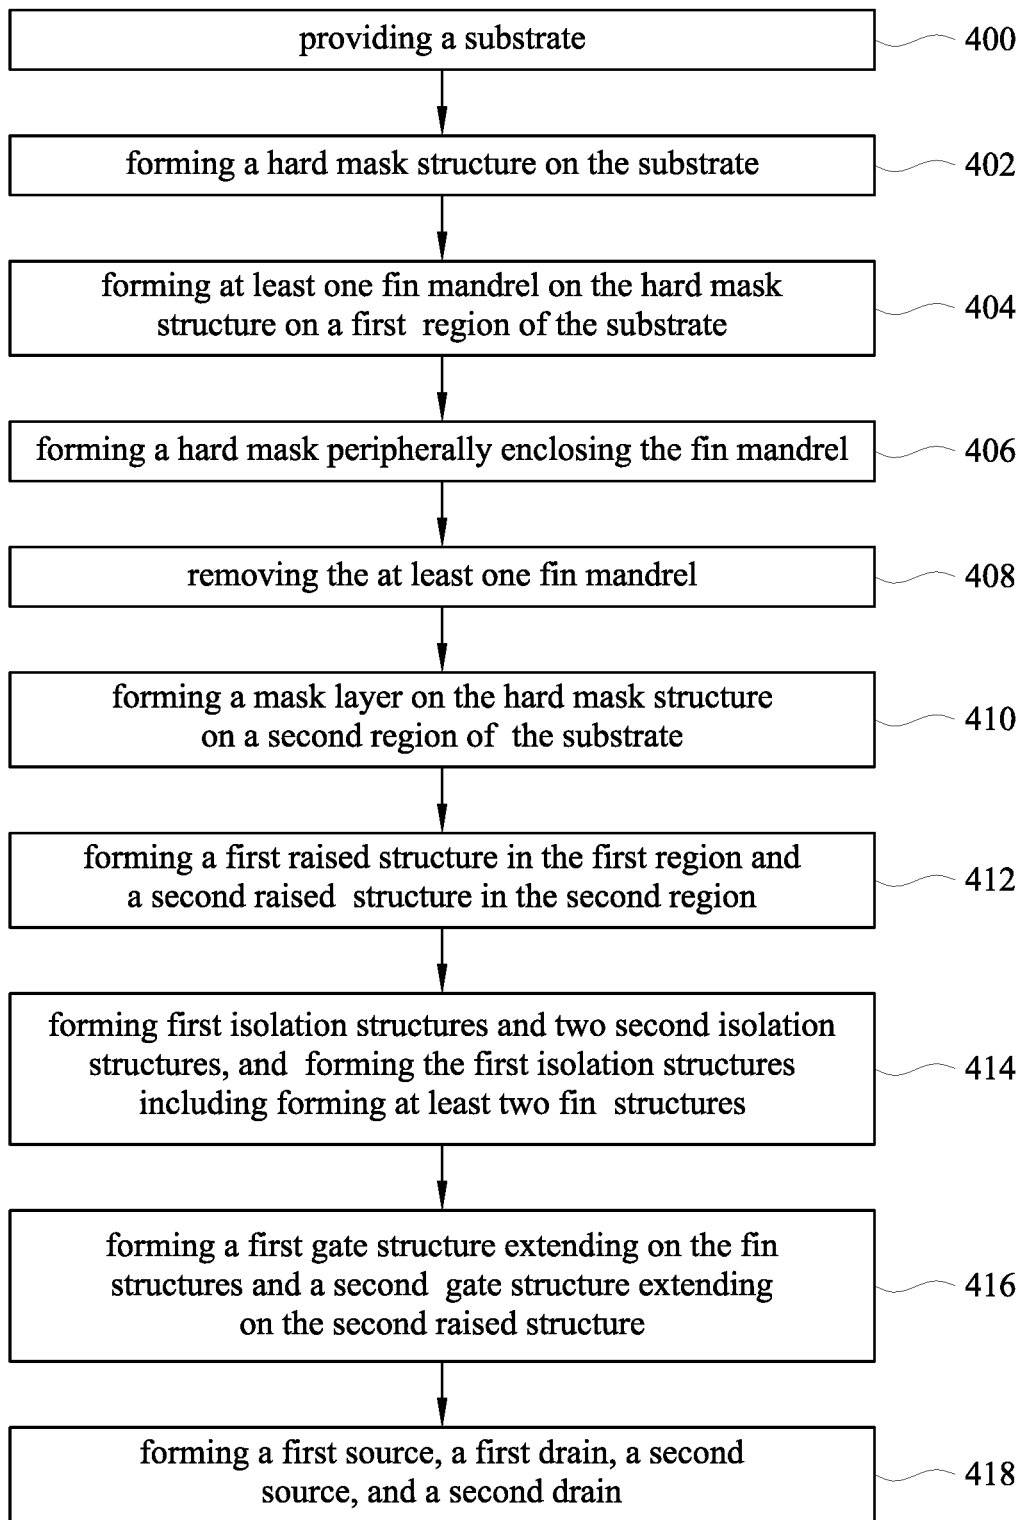 providing a substrate
400
forming a hard mask structure on the substrate
402
forming at least one fin mandrel on the hard mask
structure on a first region of the substrate
404
forming a hard mask peripherally enclosing the fin mandrel
406
removing the at least one fin mandrel
408
forming a mask layer on the hard mask structure
on a second region of the substrate
410
forming a first raised structure in the first region and
a second raised structure in the second region
412
forming first isolation structures and two second isolation
structures, and forming the first isolation structures
including forming at least two fin structures
414
forming a first gate structure extending on the fin
structures and a second gate structure extending
on the second raised structure
416
forming a first source, a first drain, a second
source, and a second drain
418